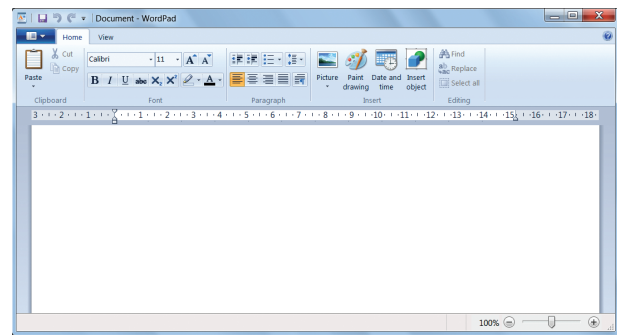 Document - WordPad
Home View
Cut
Copy
Paste
Calibri 11 A A
B I U abc X₂ X² A
Picture
Paint drawing
Date and time
Insert object
Find
Replace
Select all
Clipboard Font Paragraph Insert Editing
3 2 1 1 2 3 4 5 6 7 8 9 10 11 12 13 14 15 16 17 18
100%